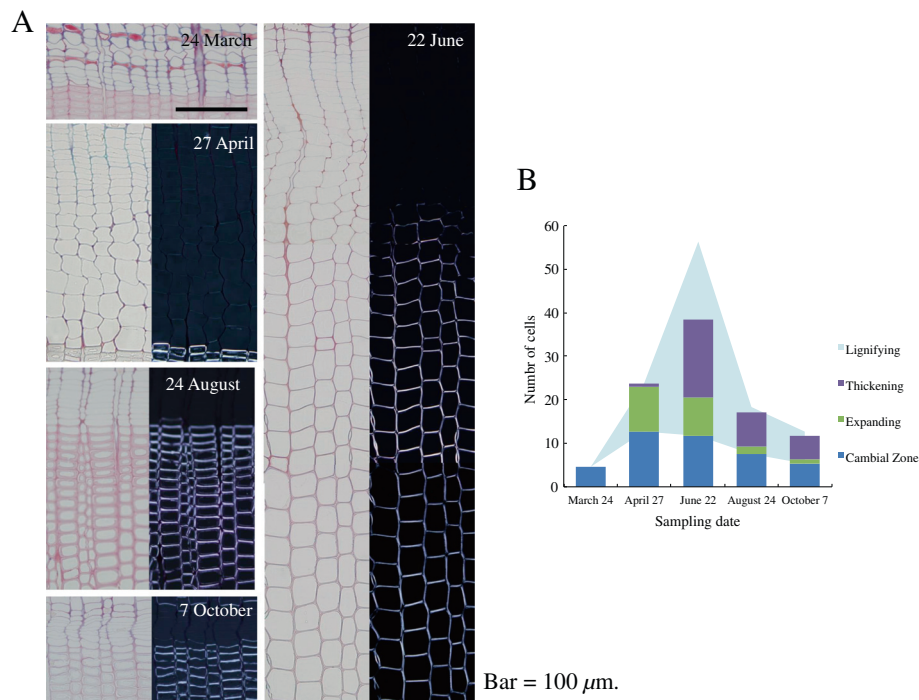 A
24 March
22 June
27 April
24 August
7 October
Bar = 100 μm.
B
60
50
40
30
20
10
0
Numbr of cells
March 24 April 27 June 22 August 24 October 7
Sampling date
Lignifying
Thickening
Expanding
Cambial Zone